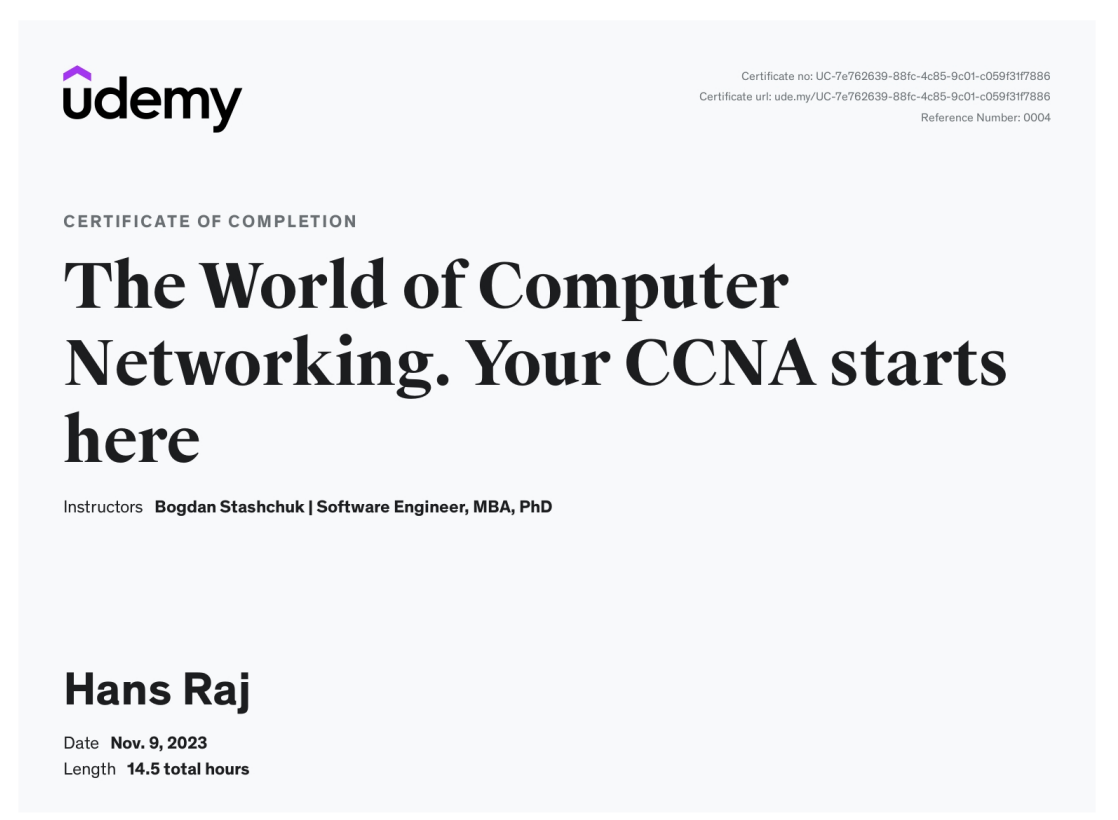 udemy
Certificate no: UC-7e762639-88fc-4c85-9c01-c059f31f7886
Certificate url: ude.my/UC-7e762639-88fc-4c85-9c01-c059f31f7886
Reference Number: 0004
CERTIFICATE OF COMPLETION
The World of Computer
Networking. Your CCNA starts
here
Instructors Bogdan Stashchuk | Software Engineer, MBA, PhD
Hans Raj
Date Nov. 9, 2023
Length 14.5 total hours